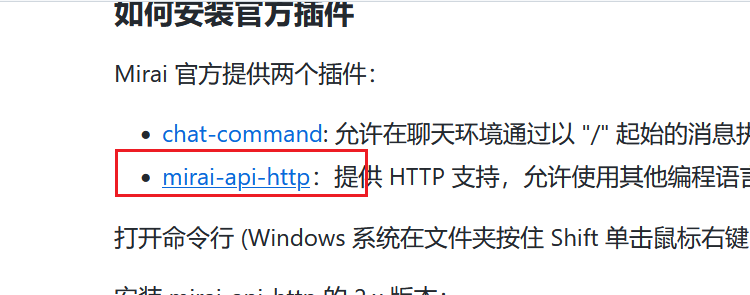 如何安装官方插件
Mirai 官方提供两个插件：
• chat-command: 允许在聊天环境通过以 "/" 起始的消息执
• mirai-api-http：提供 HTTP 支持，允许使用其他编程语言
打开命令行 (Windows 系统在文件夹按住 Shift 单击鼠标右键
安装 mirai-api-http 的 2.x 版本：